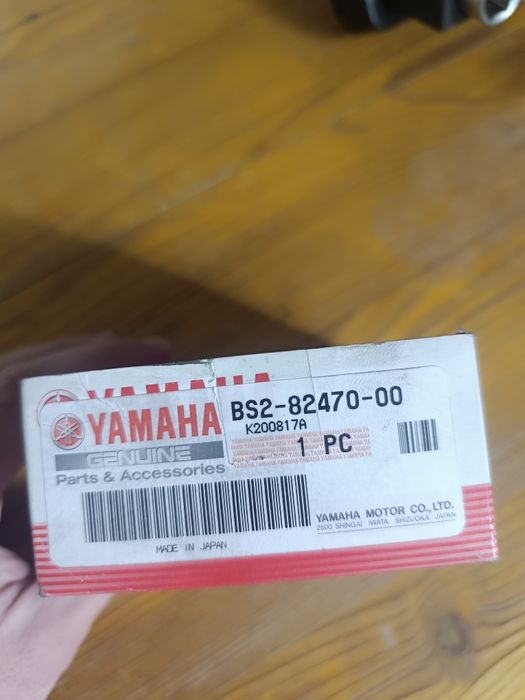 YAMAHA
YAMAHA BS2-82470-00
K200817A
GENUINE
1 PC
Parts & Accessories
YAMAHA MOTOR CO., LTD.
2500 SHINGAI IWATA SHIZUOKA JAPAN
MADE IN JAPAN